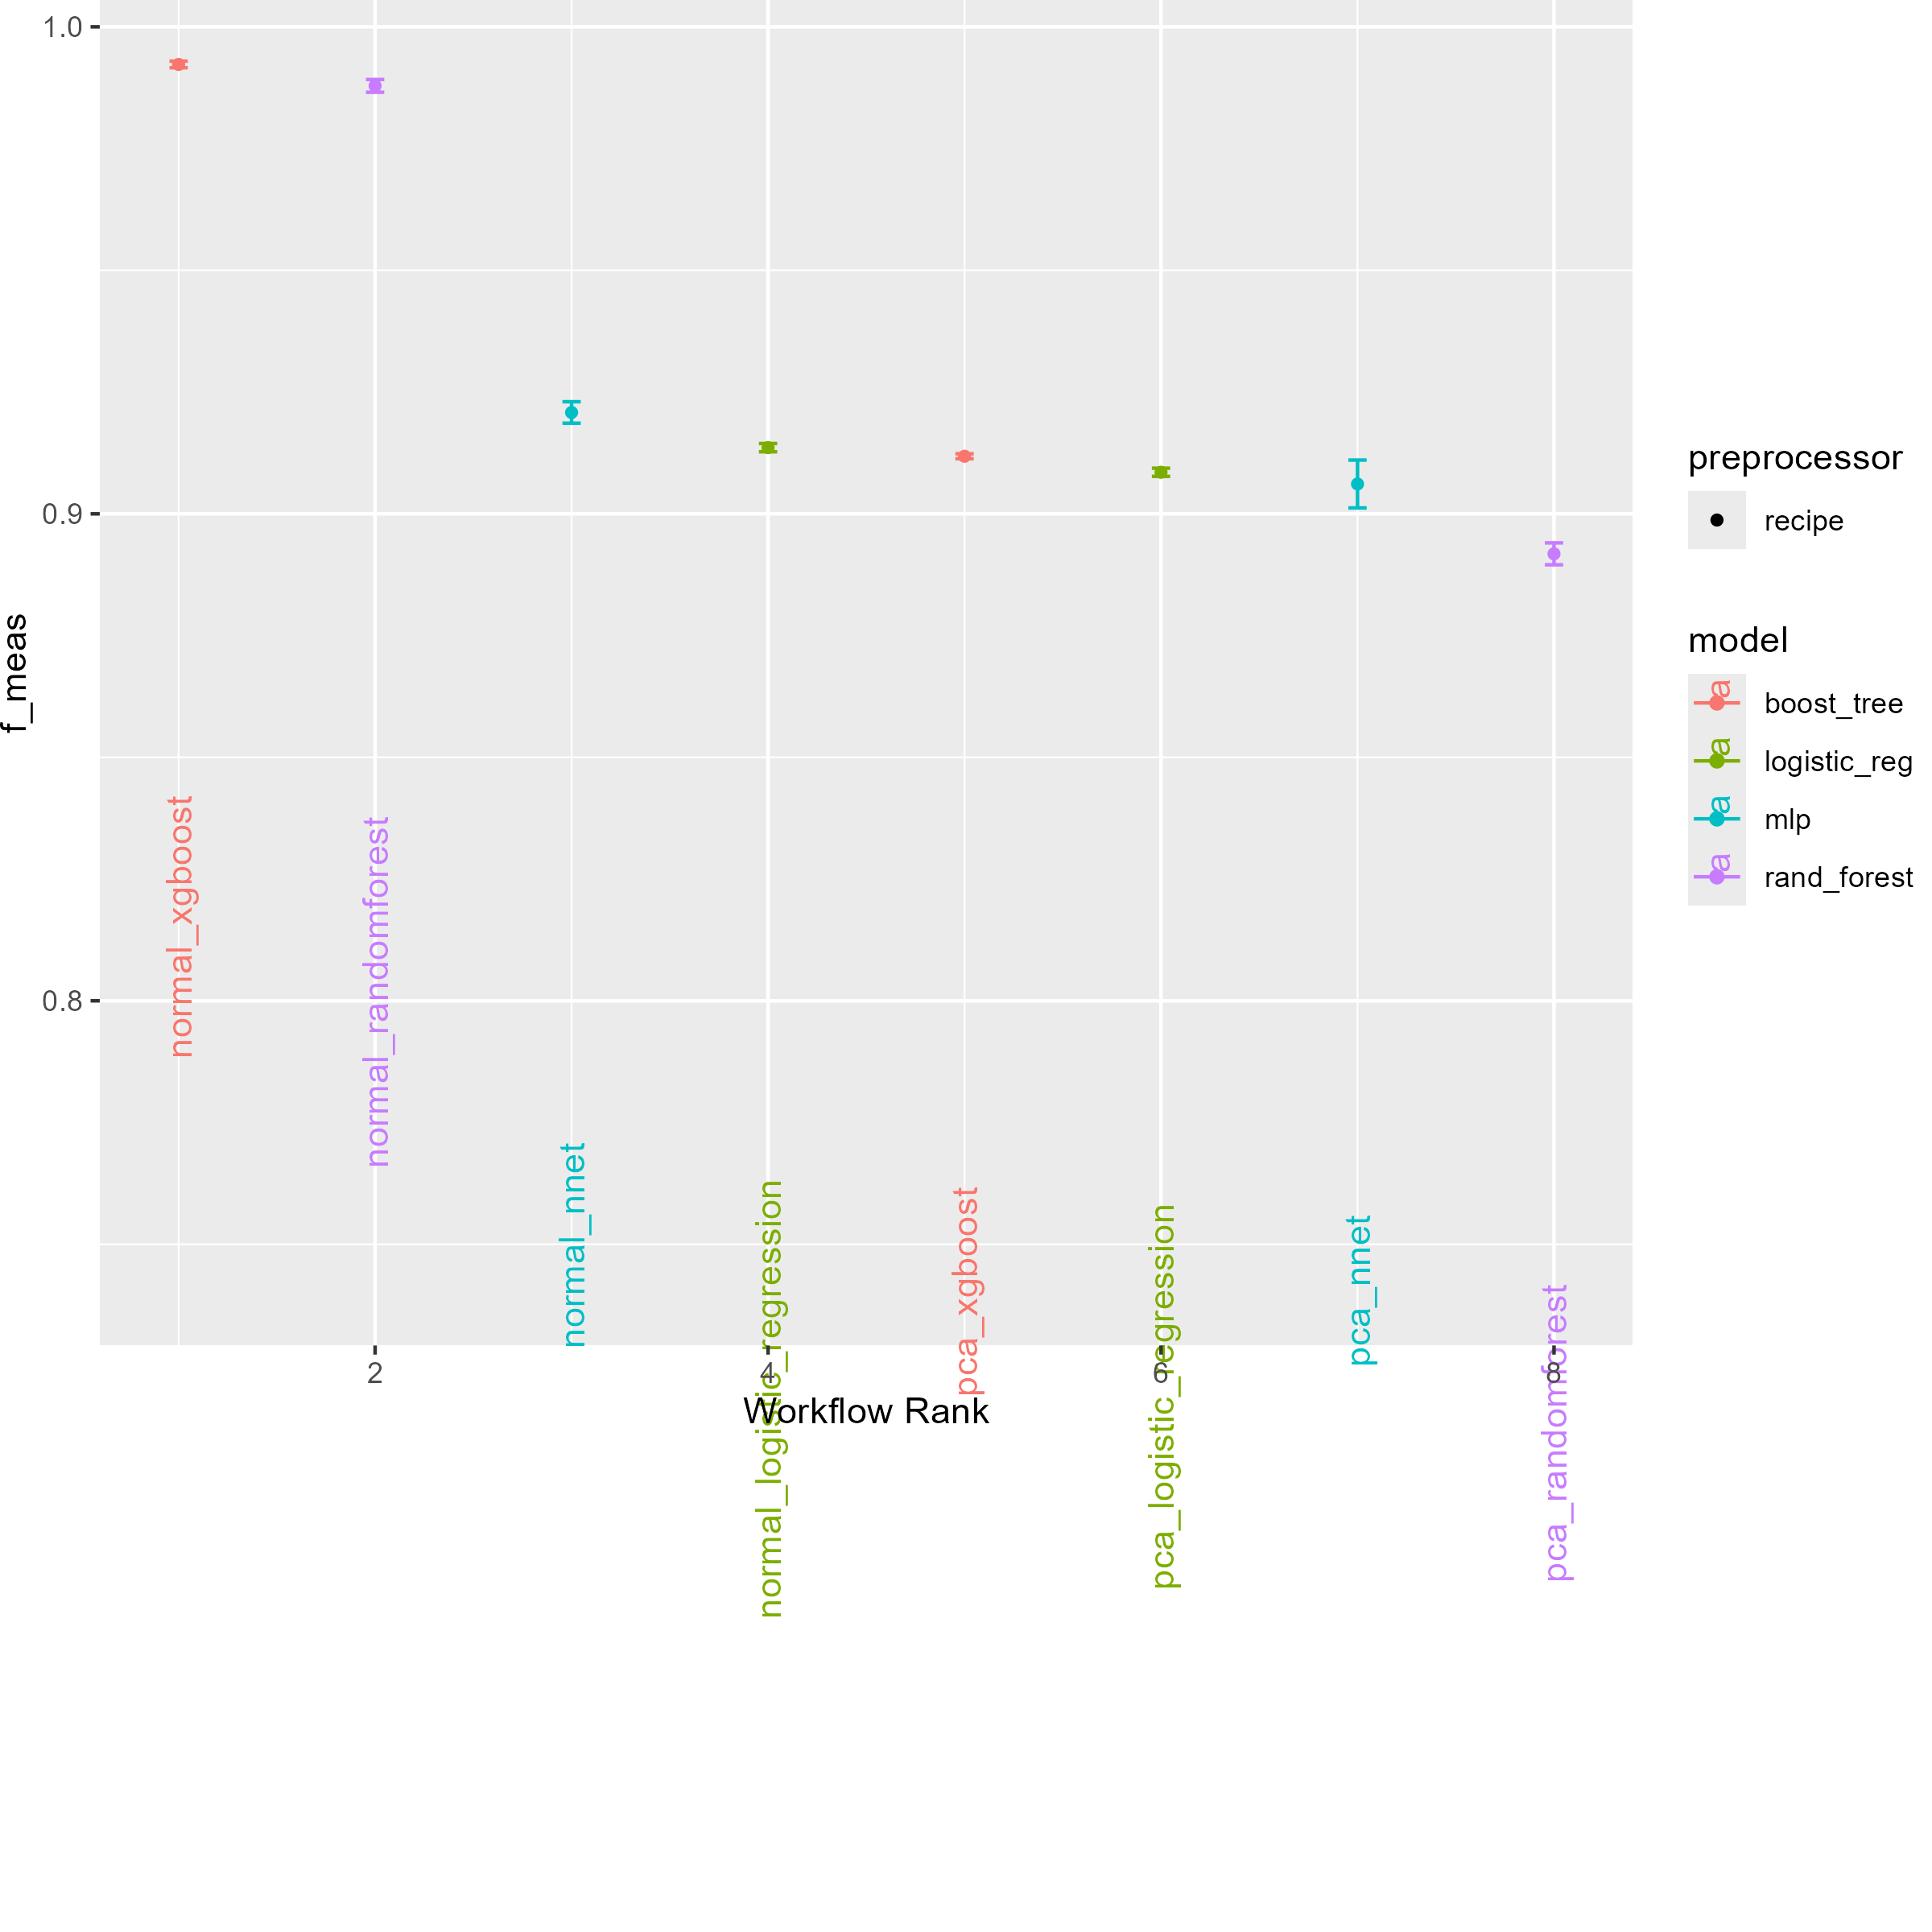 1.0
0.9
0.8
f_meas
normal_xgboost
normal_randomforest
normal_nnet
normal_logistic_regression
pca_xgboost
pca_logistic_regression
pca_nnet
pca_randomforest
2
4
6
8
Workflow Rank
preprocessor
recipe
model
a boost_tree
a logistic_reg
a mlp
a rand_forest